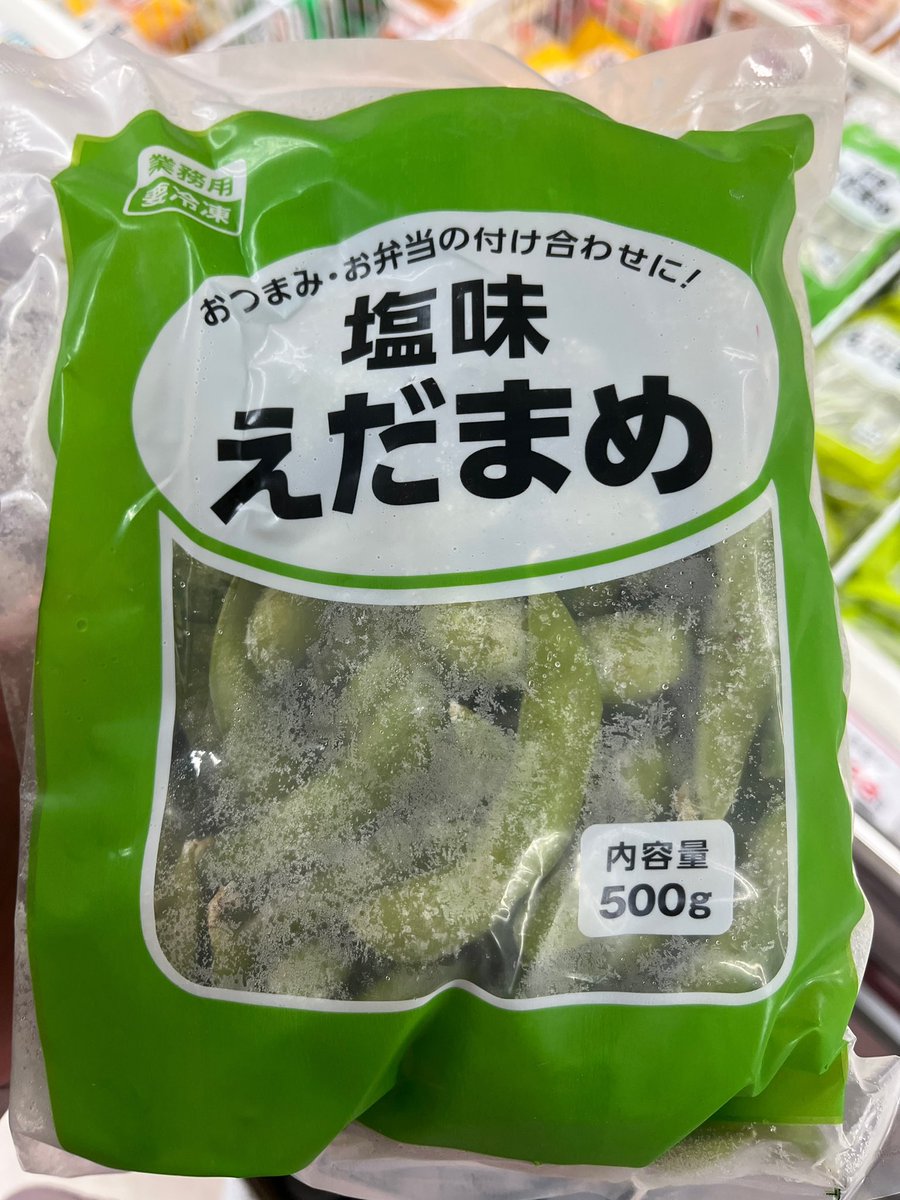 業務用
冷凍
おつまみ・お弁当の付け合わせに!
塩味
えだまめ
内容量
500g